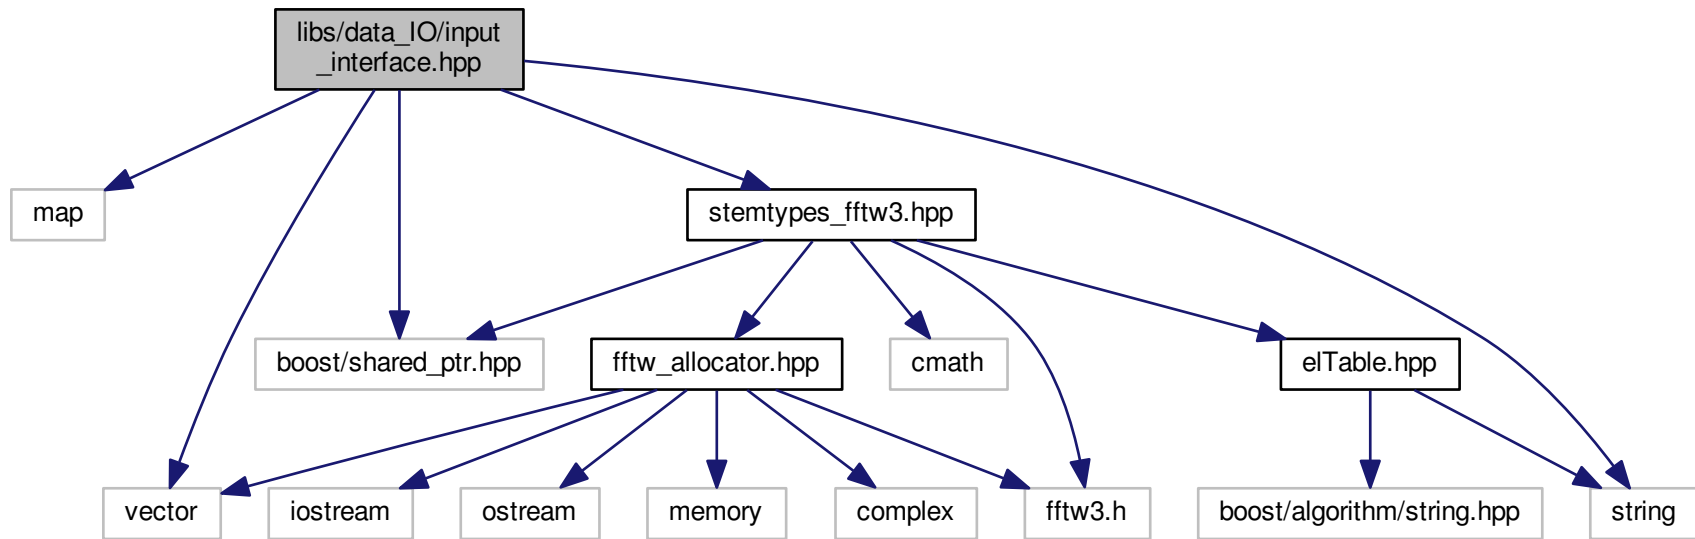 libs/data_IO/input
_interface.hpp
map
stemtypes_fftw3.hpp
boost/shared_ptr.hpp
fftw_allocator.hpp
cmath
elTable.hpp
vector
iostream
ostream
memory
complex
fftw3.h
boost/algorithm/string.hpp
string